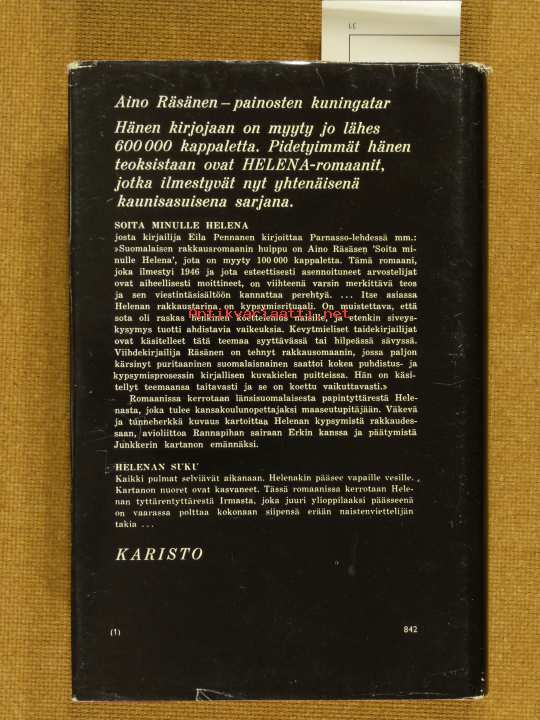 31
Aino Räsänen – painosten kuningatar
Hänen kirjojaan on myyty jo lähes
600 000 kappaletta. Pidetyimmät hänen
teoksistaan ovat HELENA-romaanit,
jotka ilmestyvät nyt yhtenäisenä
kaunisasuisena sarjana.
SOITA MINULLE HELENA
josta kirjailija Eila Pennanen kirjoittaa Parnasso-lehdessä mm.:
»Suomalaisen rakkausromaanin huippu on Aino Räsäsen 'Soita mi-
nulle Helena', jota on myyty 100 000 kappaletta. Tämä romaani,
joka ilmestyi 1946 ja jota esteettisesti asennoituneet arvostelijat
ovat aiheellisesti moittineet, on viihteenä varsin merkittävä teos
ja sen viestintäsisältöön kannattaa perehtyä. ... Itse asiassa
Helenan rakkaustarina on kypsymisrituaali. On muistettava, että
sota oli raskas henkinen koettelemus naisille, ja etenkin siveys-
Antikvariaatti.net
kysymys tuotti ahdistavia vaikeuksia. Kevytmieliset taidekirjailijat
ovat käsitelleet tätä teemaa syyttävässä tai hilpeässä sävyssä.
Viihdekirjailija Räsänen on tehnyt rakkausomaanin, jossa paljon
kärsinyt puritaaninen suomalaisnainen saattoi kokea puhdistus- ja
kypsymisprosessin kirjallisen kuvakielen puitteissa. Hän on käsi-
tellyt teemaansa taitavasti ja se on koettu vaikuttavasti.»
Romaanissa kerrotaan länsisuomalaisesta papintyttärestä Hele-
nasta, joka tulee kansakoulunopettajaksi maaseutupitäjään. Väkevä
ja tunneherkkä kuvaus kartoittaa Helenan kypsymistä rakkaudes-
saan, avioliittoa Rannapihan sairaan Erkin kanssa ja päätymistä
Junkkerin kartanon emännäksi.
HELENAN SUKU
Kaikki pulmat selviävät aikanaan. Helenakin pääsee vapaille vesille.
Kartanon nuoret ovat kasvaneet. Tässä romaanissa kerrotaan Hele-
nan tyttärentyttärestä Irmasta, joka juuri ylioppilaaksi päässeenä
on vaarassa polttaa kokonaan siipensä erään naistenviettelijän
takia ...
KARISTO
(1)
842